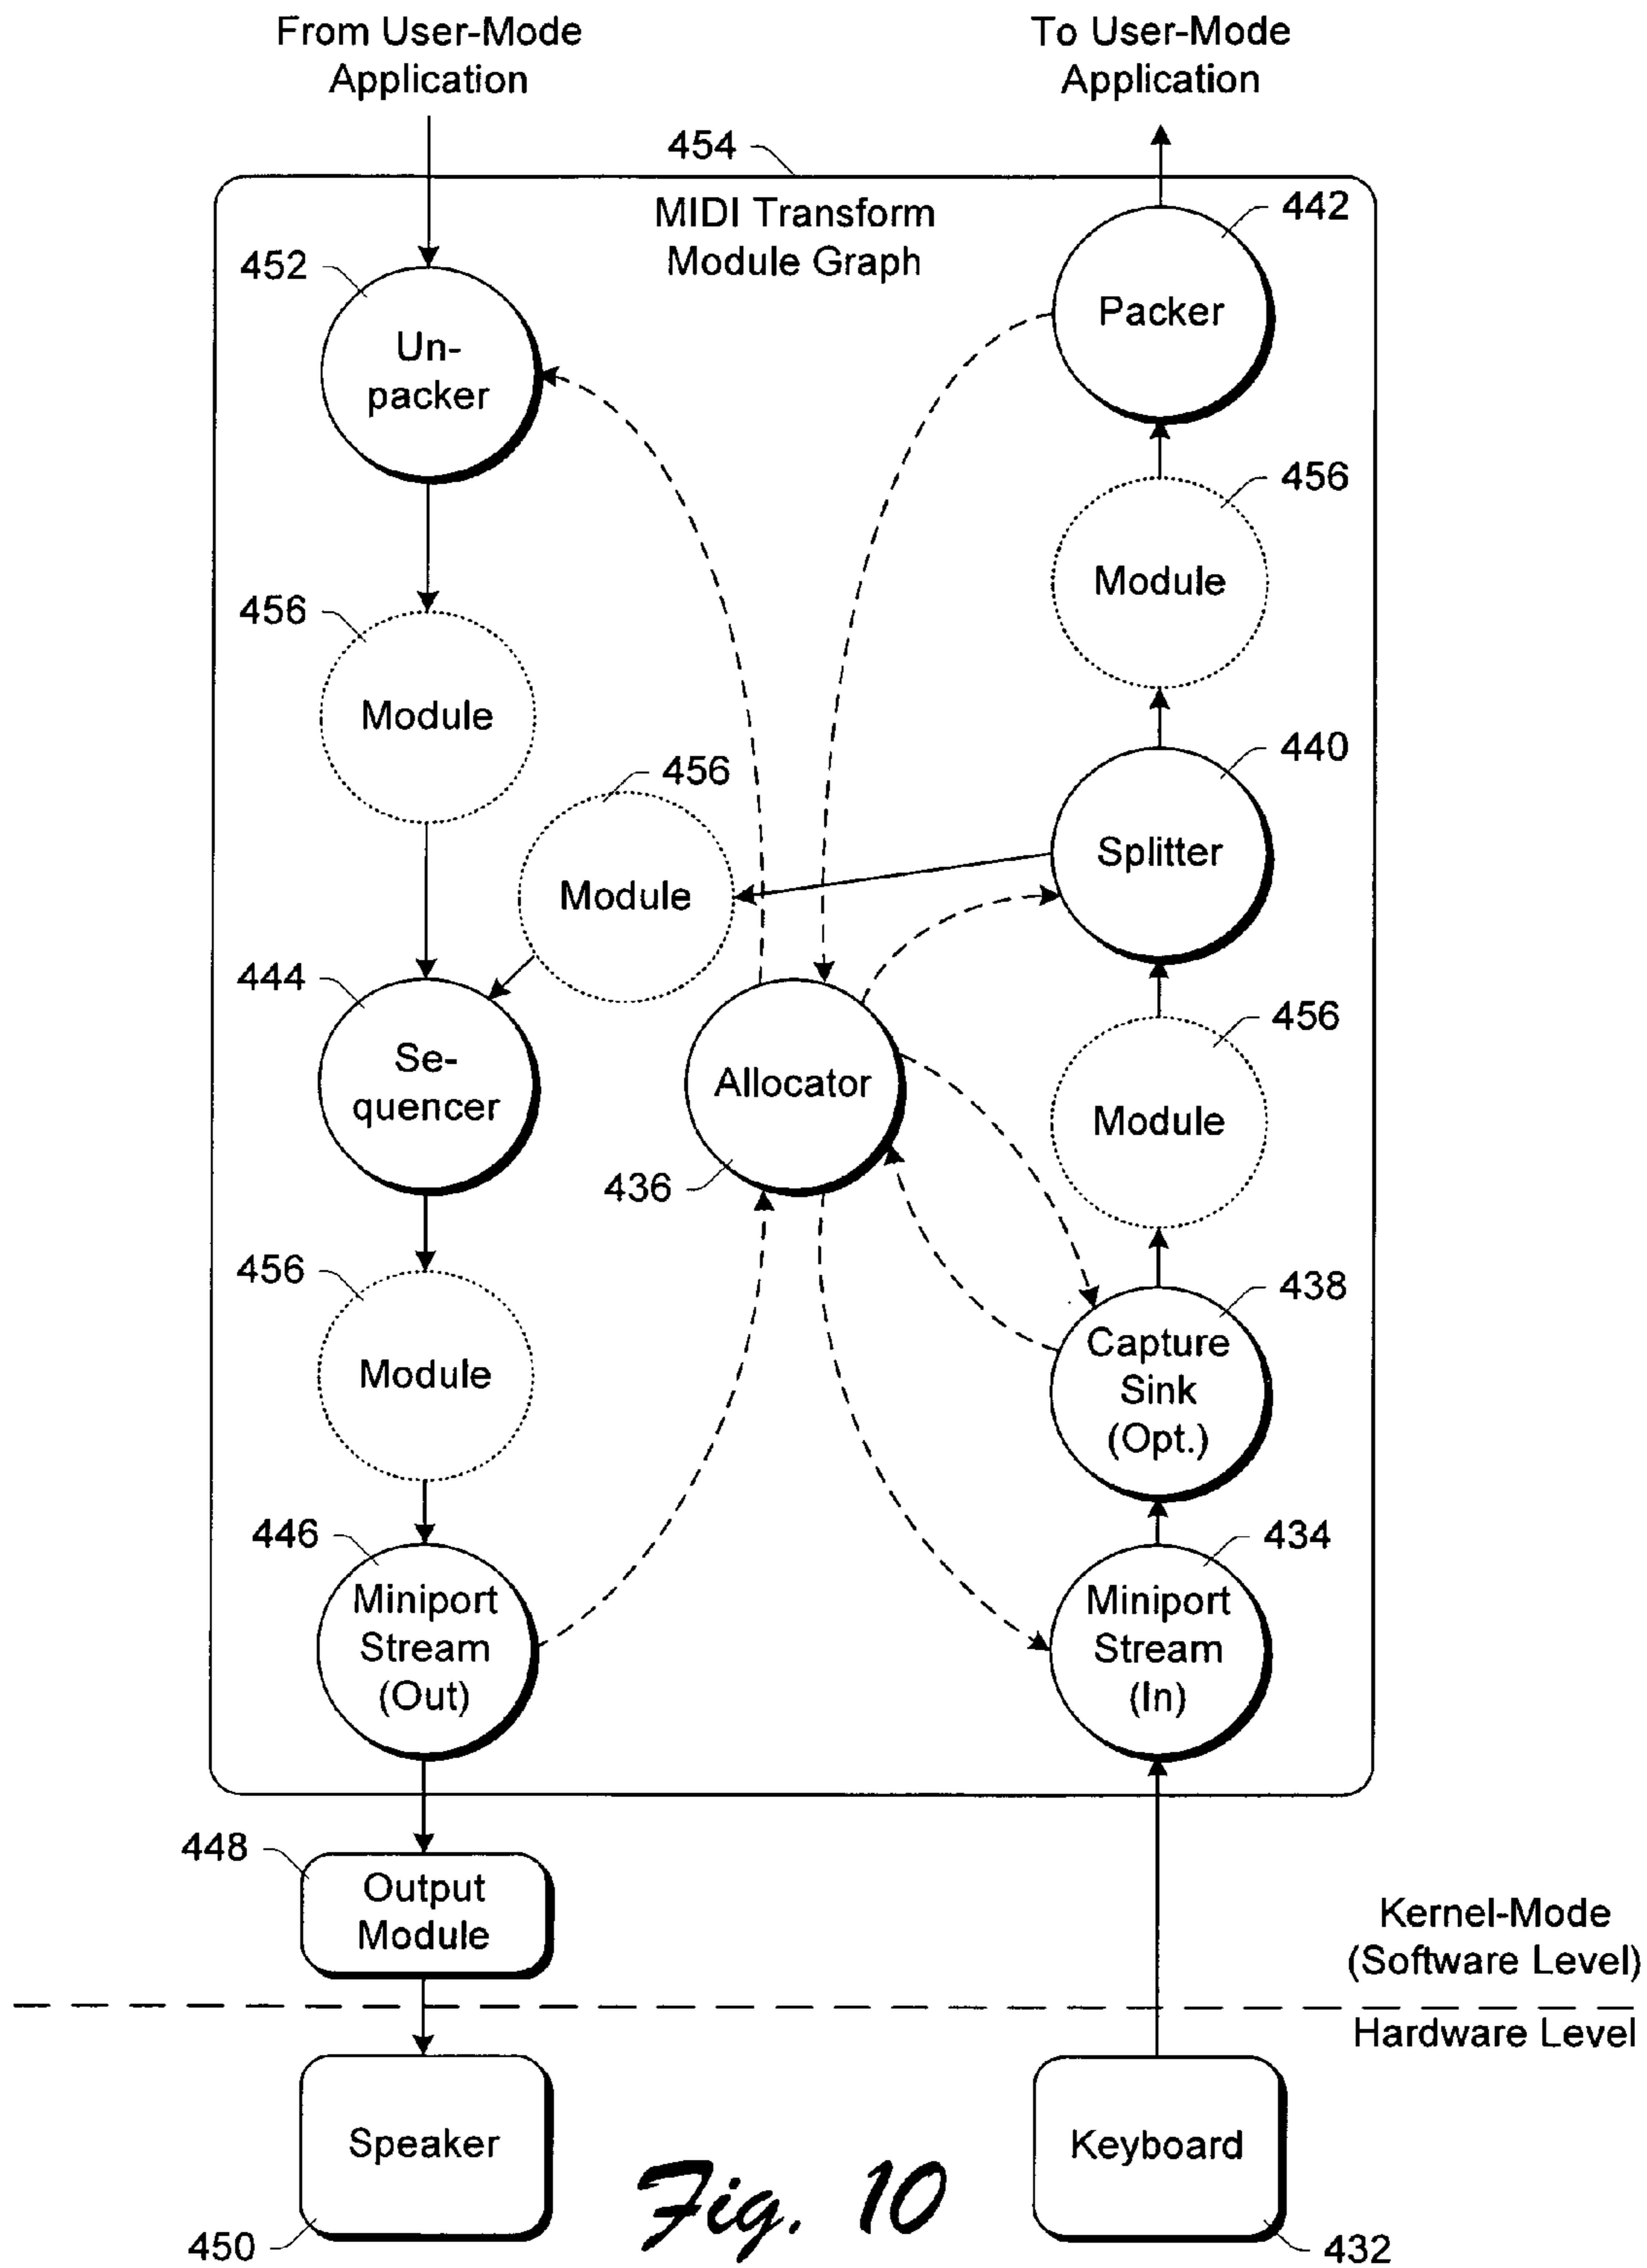 From User-Mode
Application
To User-Mode
Application
454
MIDI Transform
Module Graph
442
Packer
452
Un-
packer
456
Module
456
Module
456
Module
440
Splitter
444
Se-
quencer
436
Allocator
456
Module
456
Module
438
Capture
Sink
(Opt.)
446
Miniport
Stream
(Out)
434
Miniport
Stream
(In)
448
Output
Module
Kernel-Mode
(Software Level)
Hardware Level
Speaker
450
Keyboard
432
Fig. 10